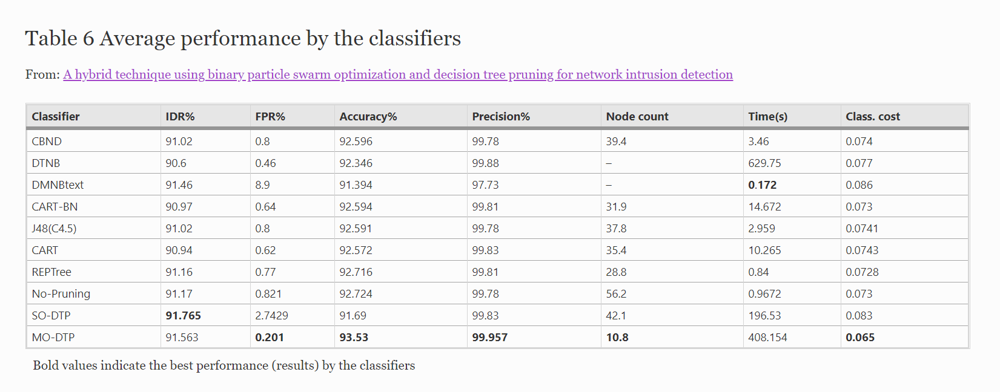 Table 6 Average performance by the classifiers
From: A hybrid technique using binary particle swarm optimization and decision tree pruning for network intrusion detection
Classifier IDR% FPR% Accuracy% Precision% Node count Time(s) Class. cost
CBND 91.02 0.8 92.596 99.78 39.4 3.46 0.074
DTNB 90.6 0.46 92.346 99.88 – 629.75 0.077
DMNBtext 91.46 8.9 91.394 97.73 – 0.172 0.086
CART-BN 90.97 0.64 92.594 99.81 31.9 14.672 0.073
J48(C4.5) 91.02 0.8 92.591 99.78 37.8 2.959 0.0741
CART 90.94 0.62 92.572 99.83 35.4 10.265 0.0743
REPTree 91.16 0.77 92.716 99.81 28.8 0.84 0.0728
No-Pruning 91.17 0.821 92.724 99.78 56.2 0.9672 0.073
SO-DTP 91.765 2.7429 91.69 99.83 42.1 196.53 0.083
MO-DTP 91.563 0.201 93.53 99.957 10.8 408.154 0.065
Bold values indicate the best performance (results) by the classifiers